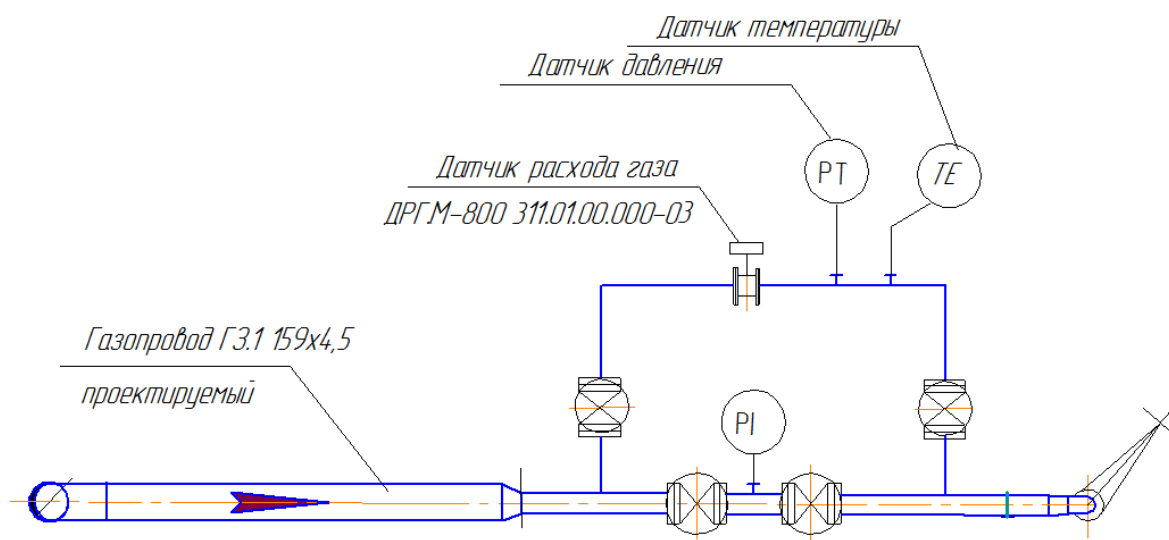 Датчик температуры
Датчик давления
Датчик расхода газа
ДРГ.М-800 311.01.00.000-03
PT
TE
Газопровод Г3.1 159х4,5
проектируемый
PI